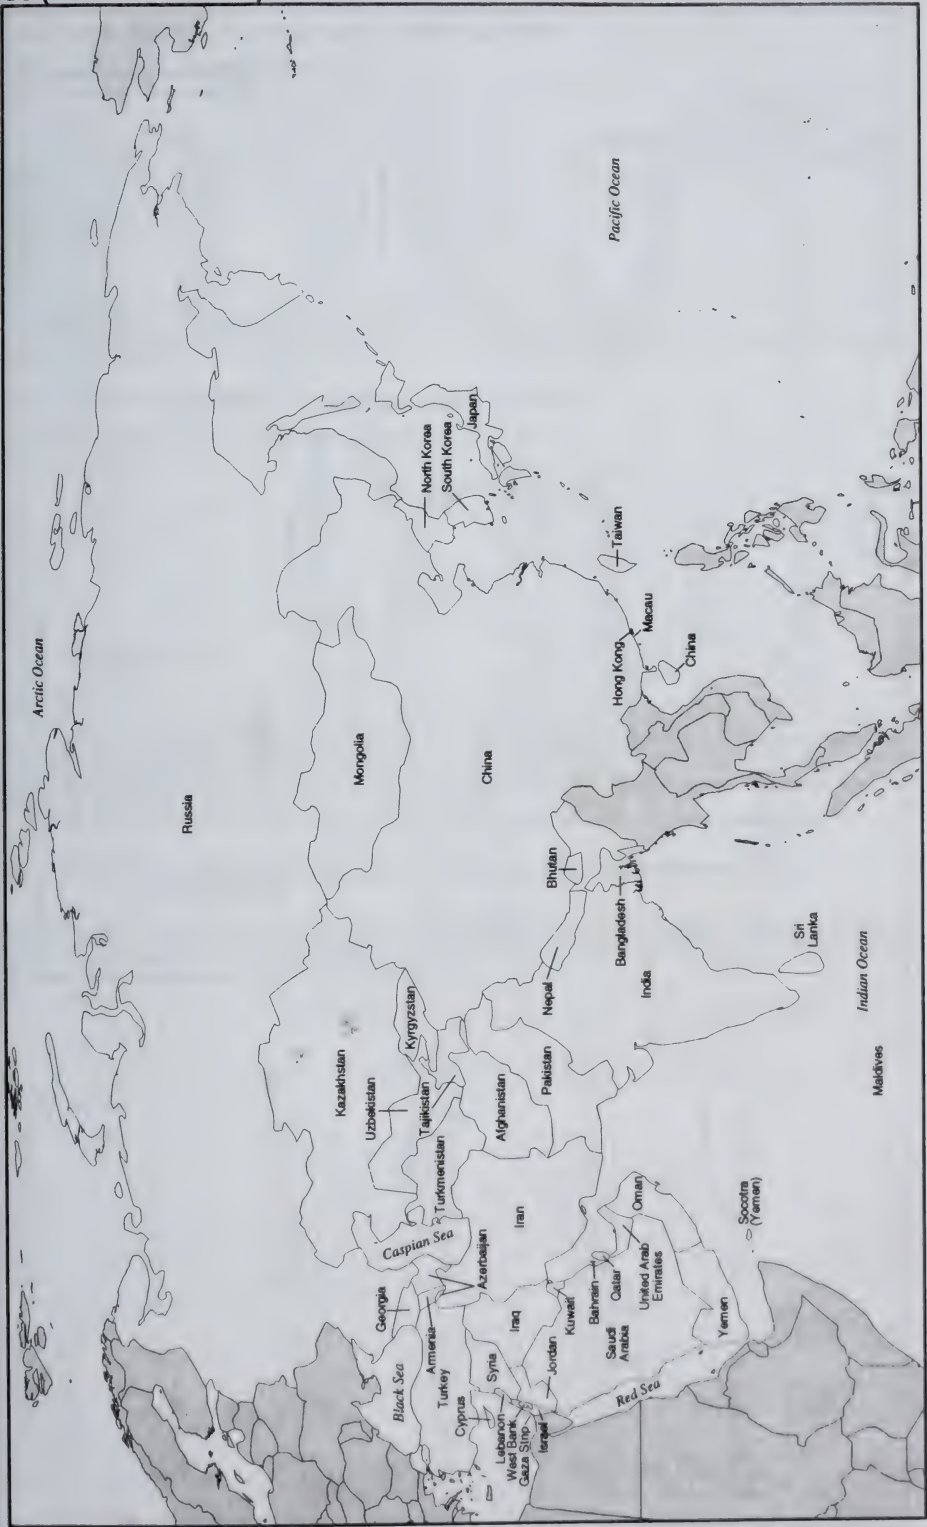 Arctic Ocean
Russia
Pacific Ocean
Kazakhstan
Mongolia
Georgia
Uzbekistan
Kyrgyzstan
Black Sea
Caspian Sea
Armenia
Turkey
Turkmenistan
Tajikistan
North Korea
South Korea
Japan
Cyprus
Azerbaijan
China
Syria
Lebanon
West Bank
Gaza Strip
Israel
Iraq
Iran
Afghanistan
Jordan
Kuwait
Pakistan
Nepal
Bhutan
Bahrain
Qatar
Saudi
Arabia
United Arab
Emirates
Oman
Bangladesh
India
Hong Kong
Macau
Taiwan
China
Red Sea
Yemen
Socotra
(Yemen)
Sri
Lanka
Indian Ocean
Maldives